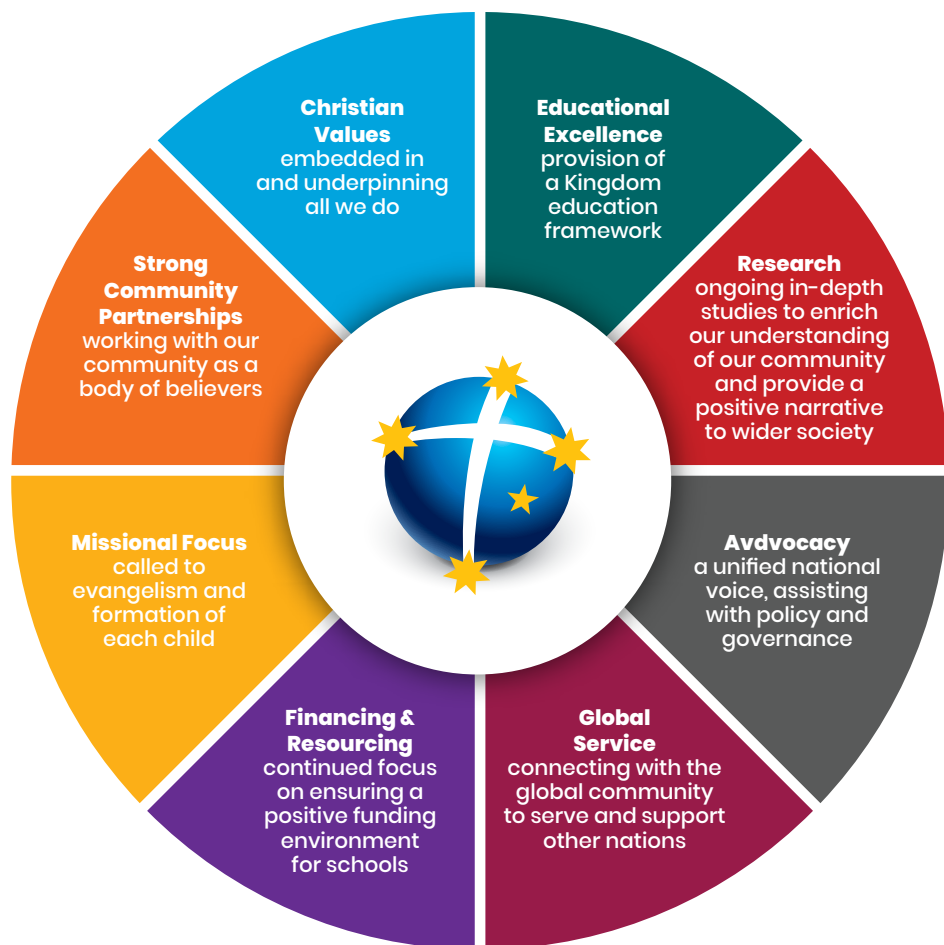 Christian
Values
embedded in
and underpinning
all we do
Educational
Excellence
provision of
a Kingdom
education
framework
Research
ongoing in-depth
studies to enrich
our understanding
of our community
and provide a
positive narrative
to wider society
Avdvocacy
a unified national
voice, assisting
with policy and
governance
Global
Service
connecting with the
global community
to serve and support
other nations
Financing &
Resourcing
continued focus
on ensuring a
positive funding
environment
for schools
Missional Focus
called to
evangelism and
formation of
each child
Strong
Community
Partnerships
working with our
community as a
body of believers